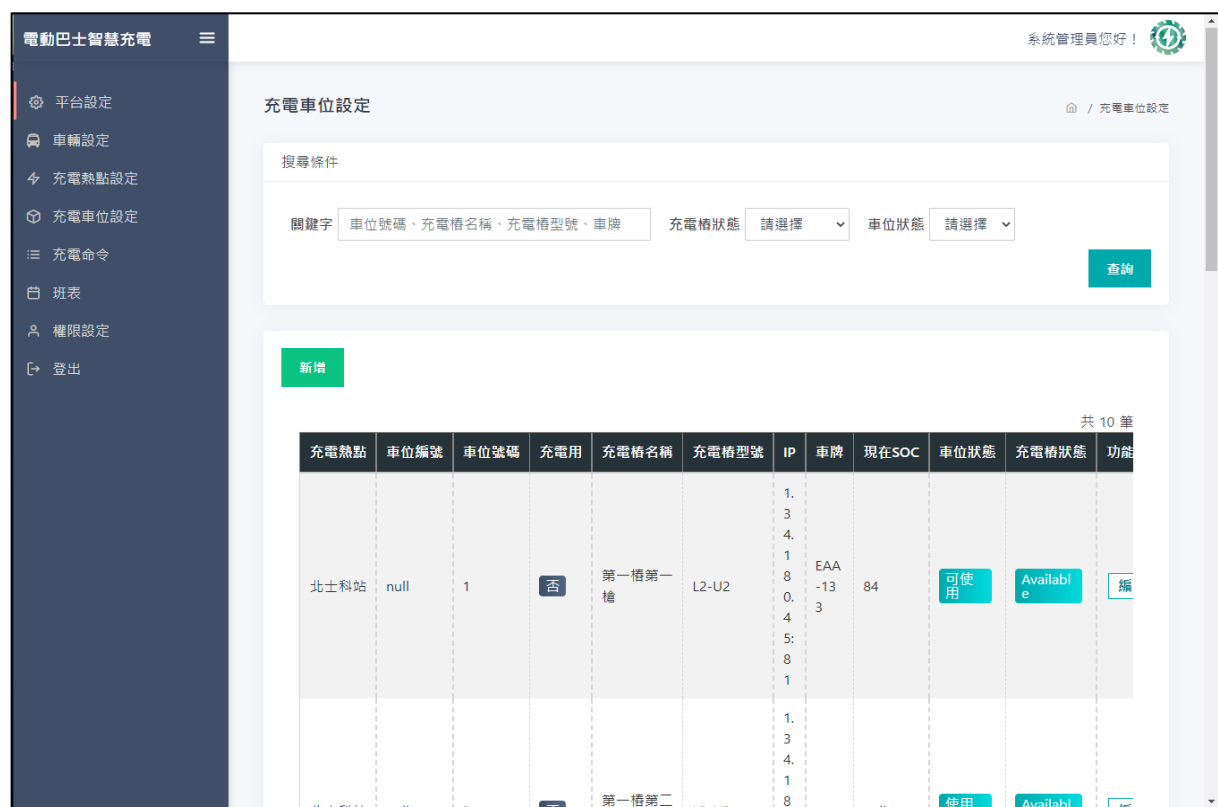 電動巴士智慧充電
系統管理員您好！
平台設定
車輛設定
充電熱點設定
充電車位設定
充電命令
班表
權限設定
登出
充電車位設定
/ 充電車位設定
搜尋條件
關鍵字 車位號碼、充電樁名稱、充電樁型號、車牌 充電樁狀態 請選擇 車位狀態 請選擇
查詢
新增
共 10 筆
充電熱點 車位編號 車位號碼 充電用 充電樁名稱 充電樁型號 IP 車牌 現在SOC 車位狀態 充電樁狀態 功能
北士科站
null
1
否
第一樁第一
槍
L2-U2
1.
3
4.
1
8
0.
4
5:
8
1
EAA
-13
3
84
可使
用
Availabl
e
編
1.
3
4.
1
8
第一樁第二
使用
Availabl